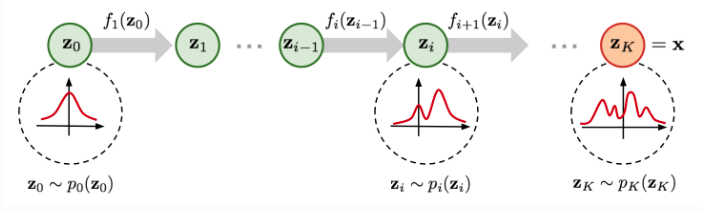 f₁(z₀) fᵢ(zᵢ₋₁) fᵢ₊₁(zᵢ)
z₀ z₁ ··· zᵢ₋₁ zᵢ ··· z_K = x
z₀ ∼ p₀(z₀) zᵢ ∼ pᵢ(zᵢ) z_K ∼ p_K(z_K)